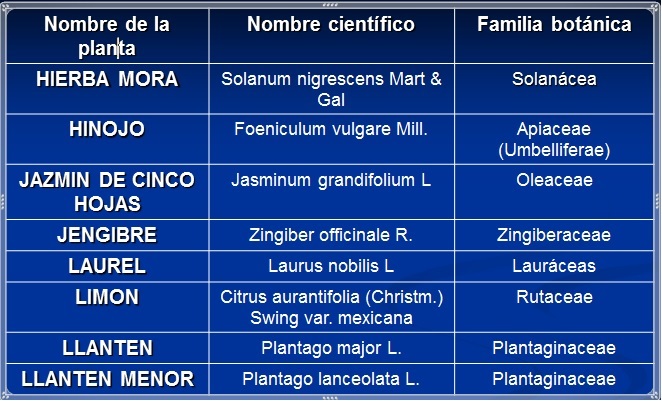 Nombre de la Nombre científico Familia botánica
planta
HIERBA MORA Solanum nigrescens Mart & Solanácea
Gal
HINOJO Foeniculum vulgare Mill. Apiaceae
(Umbelliferae)
JAZMIN DE CINCO Jasminum grandifolium L Oleaceae
HOJAS
JENGIBRE Zingiber officinale R. Zingiberaceae
LAUREL Laurus nobilis L Lauráceas
LIMON Citrus aurantifolia (Christm.) Rutaceae
Swing var. mexicana
LLANTEN Plantago major L. Plantaginaceae
LLANTEN MENOR Plantago lanceolata L. Plantaginaceae